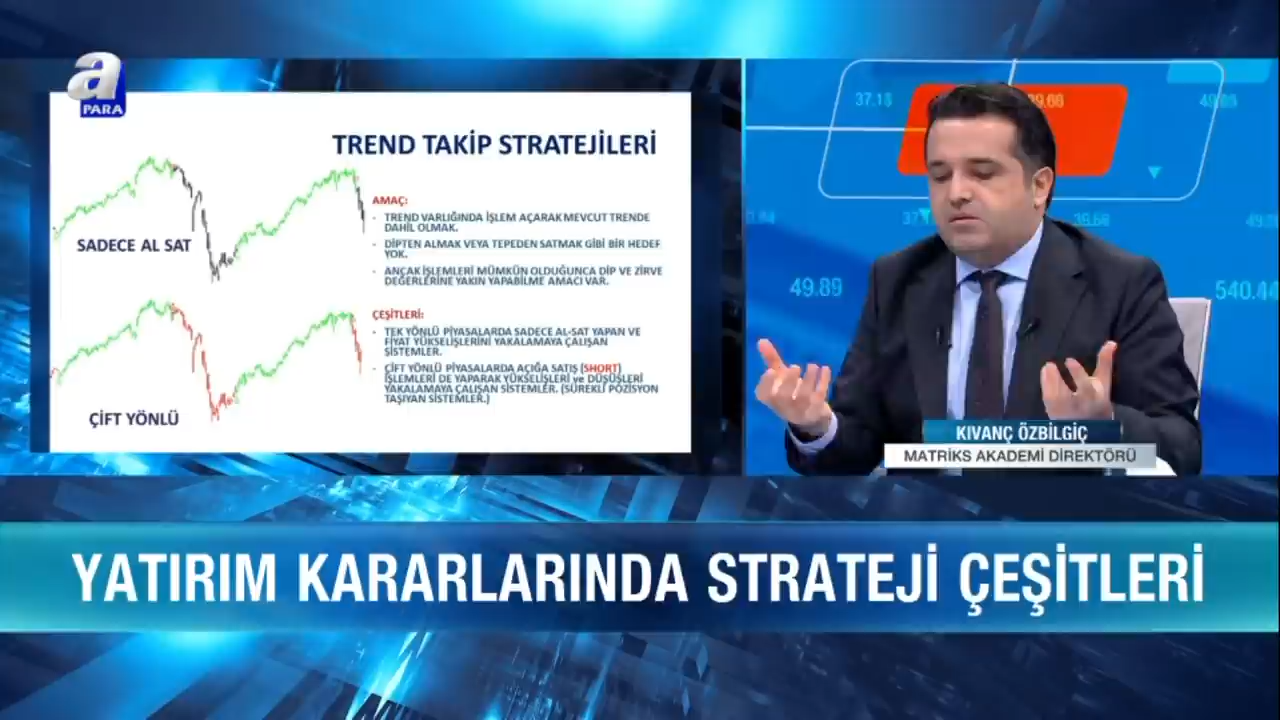 a
PARA
TREND TAKİP STRATEJİLERİ
SADECE AL SAT
AMAÇ:
- TREND VARLIĞINDA İŞLEM AÇARAK MEVCUT TRENDE
DAHİL OLMAK.
- DİPTEN ALMAK VEYA TEPEDEN SATMAK GİBİ BİR HEDEF
YOK.
- ANCAK İŞLEMLERİ MÜMKÜN OLDUĞUNCA DİP VE ZİRVE
DEĞERLERİNE YAKIN YAPABİLME AMACI VAR.
ÇEŞİTLERİ:
- TEK YÖNLÜ PİYASALARDA SADECE AL-SAT YAPAN VE
FİYAT YÜKSELİŞLERİNİ YAKALAMAYA ÇALIŞAN
SİSTEMLER.
- ÇİFT YÖNLÜ PİYASALARDA AÇIĞA SATIŞ (SHORT)
İŞLEMLERİ DE YAPARAK YÜKSELİŞLERİ ve DÜŞÜŞLERİ
YAKALAMAYA ÇALIŞAN SİSTEMLER. (SÜREKLİ POZİSYON
TAŞIYAN SİSTEMLER.)
ÇİFT YÖNLÜ
37.18
39.68
49.89
540.44
KIVANÇ ÖZBİLGİÇ
MATRİKS AKADEMİ DİREKTÖRÜ
YATIRIM KARARLARINDA STRATEJİ ÇEŞİTLERİ